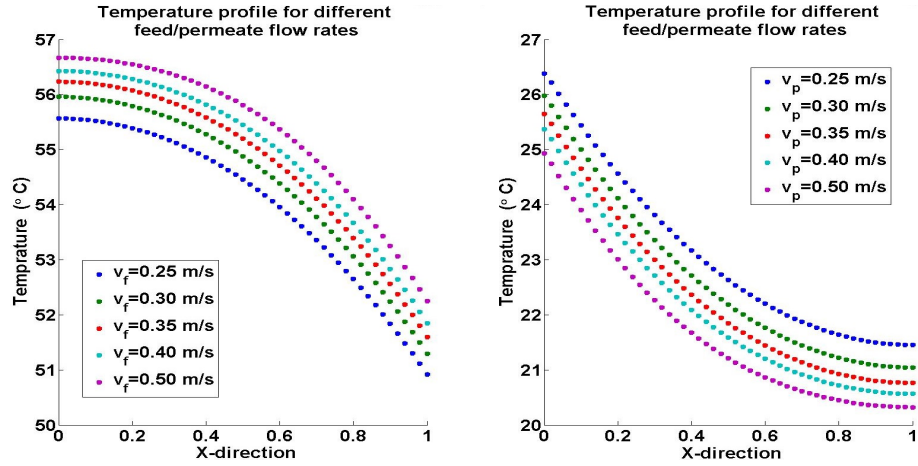 Temperature profile for different
feed/permeate flow rates
57
56
55
54
53
52
51
50
Temprature (° C)
v_f=0.25 m/s
v_f=0.30 m/s
v_f=0.35 m/s
v_f=0.40 m/s
v_f=0.50 m/s
0
0.2
0.4
0.6
0.8
1
X-direction
Temperature profile for different
feed/permeate flow rates
27
26
25
24
23
22
21
20
Temprature (° C)
v_p=0.25 m/s
v_p=0.30 m/s
v_p=0.35 m/s
v_p=0.40 m/s
v_p=0.50 m/s
0
0.2
0.4
0.6
0.8
1
X-direction